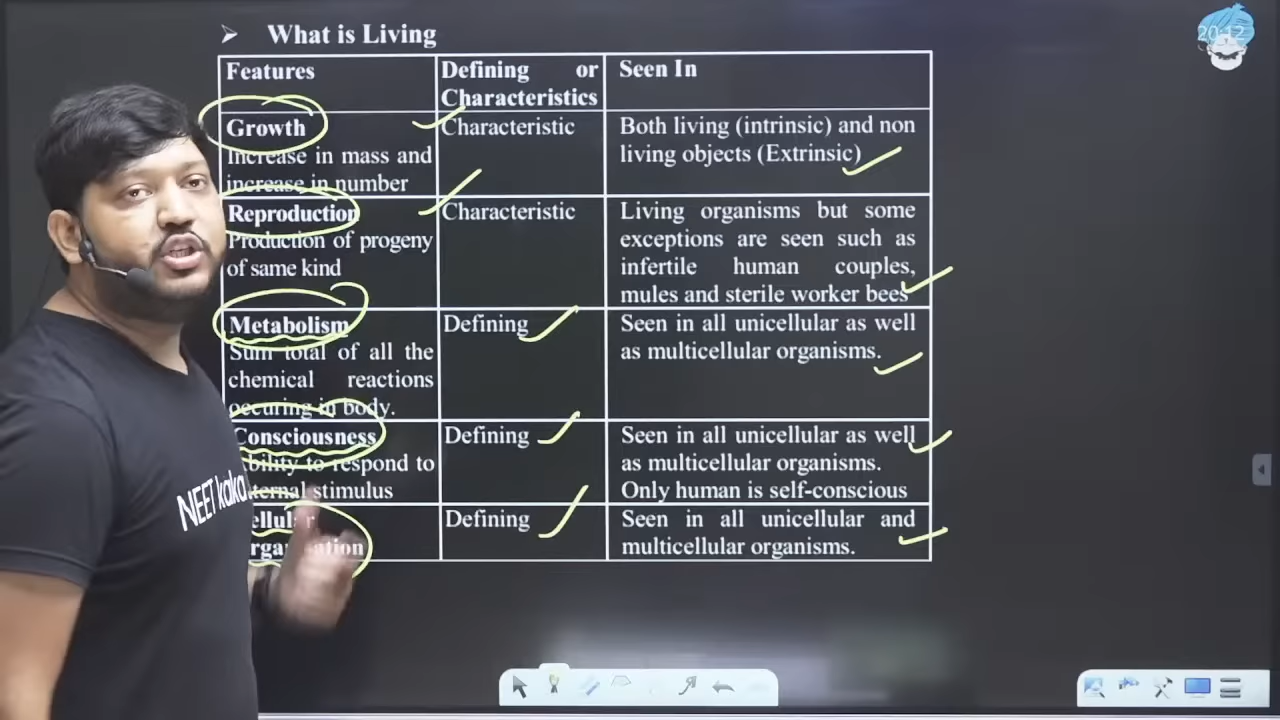 20:12
➢ What is Living
Features
Defining or
Characteristics
Seen In
Growth
Increase in mass and
increase in number
Characteristic
Both living (intrinsic) and non
living objects (Extrinsic)
Reproduction
Production of progeny
of same kind
Characteristic
Living organisms but some
exceptions are seen such as
infertile human couples,
mules and sterile worker bees
Metabolism
Sum total of all the
chemical reactions
occuring in body.
Defining
Seen in all unicellular as well
as multicellular organisms.
Consciousness
to respond to
stimulus
Defining
Seen in all unicellular as well
as multicellular organisms.
Only human is self-conscious
Defining
Seen in all unicellular and
multicellular organisms.
NEET kaka